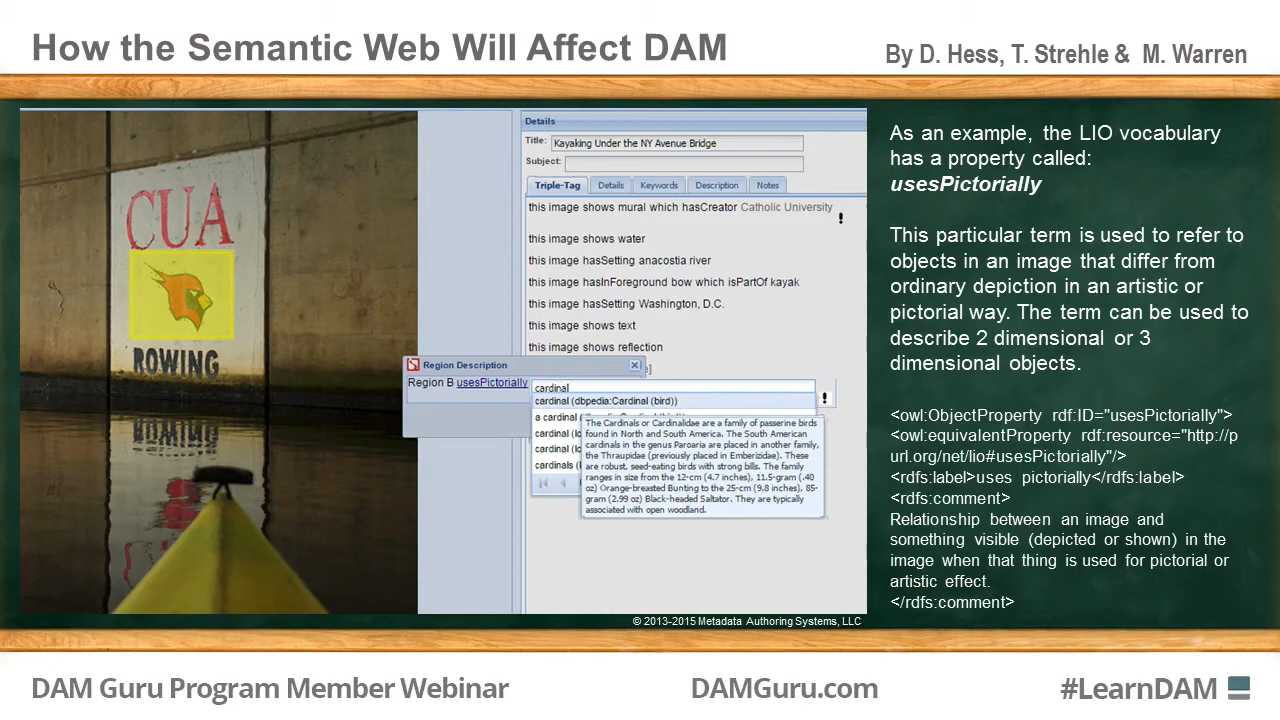 How the Semantic Web Will Affect DAM
By D. Hess, T. Strehle & M. Warren
CUA
ROWING
Details
Title: Kayaking Under the NY Avenue Bridge
Subject:
Triple-Tag Details Keywords Description Notes
this image shows mural which hasCreator Catholic University
!
this image shows water
this image hasSetting anacostia river
this image hasInForeground bow which isPartOf kayak
this image hasSetting Washington, D.C.
this image shows text
this image shows reflection
Region Description
Region B usesPictorially
cardinal
!
cardinal (dbpedia:Cardinal (bird))
a cardinal
cardinal
cardinal
cardinals
The Cardinals or Cardinalidae are a family of passerine birds
found in North and South America. The South American
cardinals in the genus Paroaria are placed in another family,
the Thraupidae (previously placed in Emberizidae). These
are robust, seed-eating birds with strong bills. The family
ranges in size from the 12-cm (4.7 inches), 11.5-gram (.40
oz) Orange-breasted Bunting to the 25-cm (9.8 inches), 85-
gram (2.99 oz) Black-headed Saltator. They are typically
associated with open woodland.
© 2013-2015 Metadata Authoring Systems, LLC
As an example, the LIO vocabulary
has a property called:
usesPictorially
This particular term is used to refer to
objects in an image that differ from
ordinary depiction in an artistic or
pictorial way. The term can be used to
describe 2 dimensional or 3
dimensional objects.
<owl:ObjectProperty rdf:ID="usesPictorially">
<owl:equivalentProperty rdf:resource="http://p
url.org/net/lio#usesPictorially"/>
<rdfs:label>uses pictorially</rdfs:label>
<rdfs:comment>
Relationship between an image and
something visible (depicted or shown) in the
image when that thing is used for pictorial or
artistic effect.
</rdfs:comment>
DAM Guru Program Member Webinar
DAMGuru.com
#LearnDAM